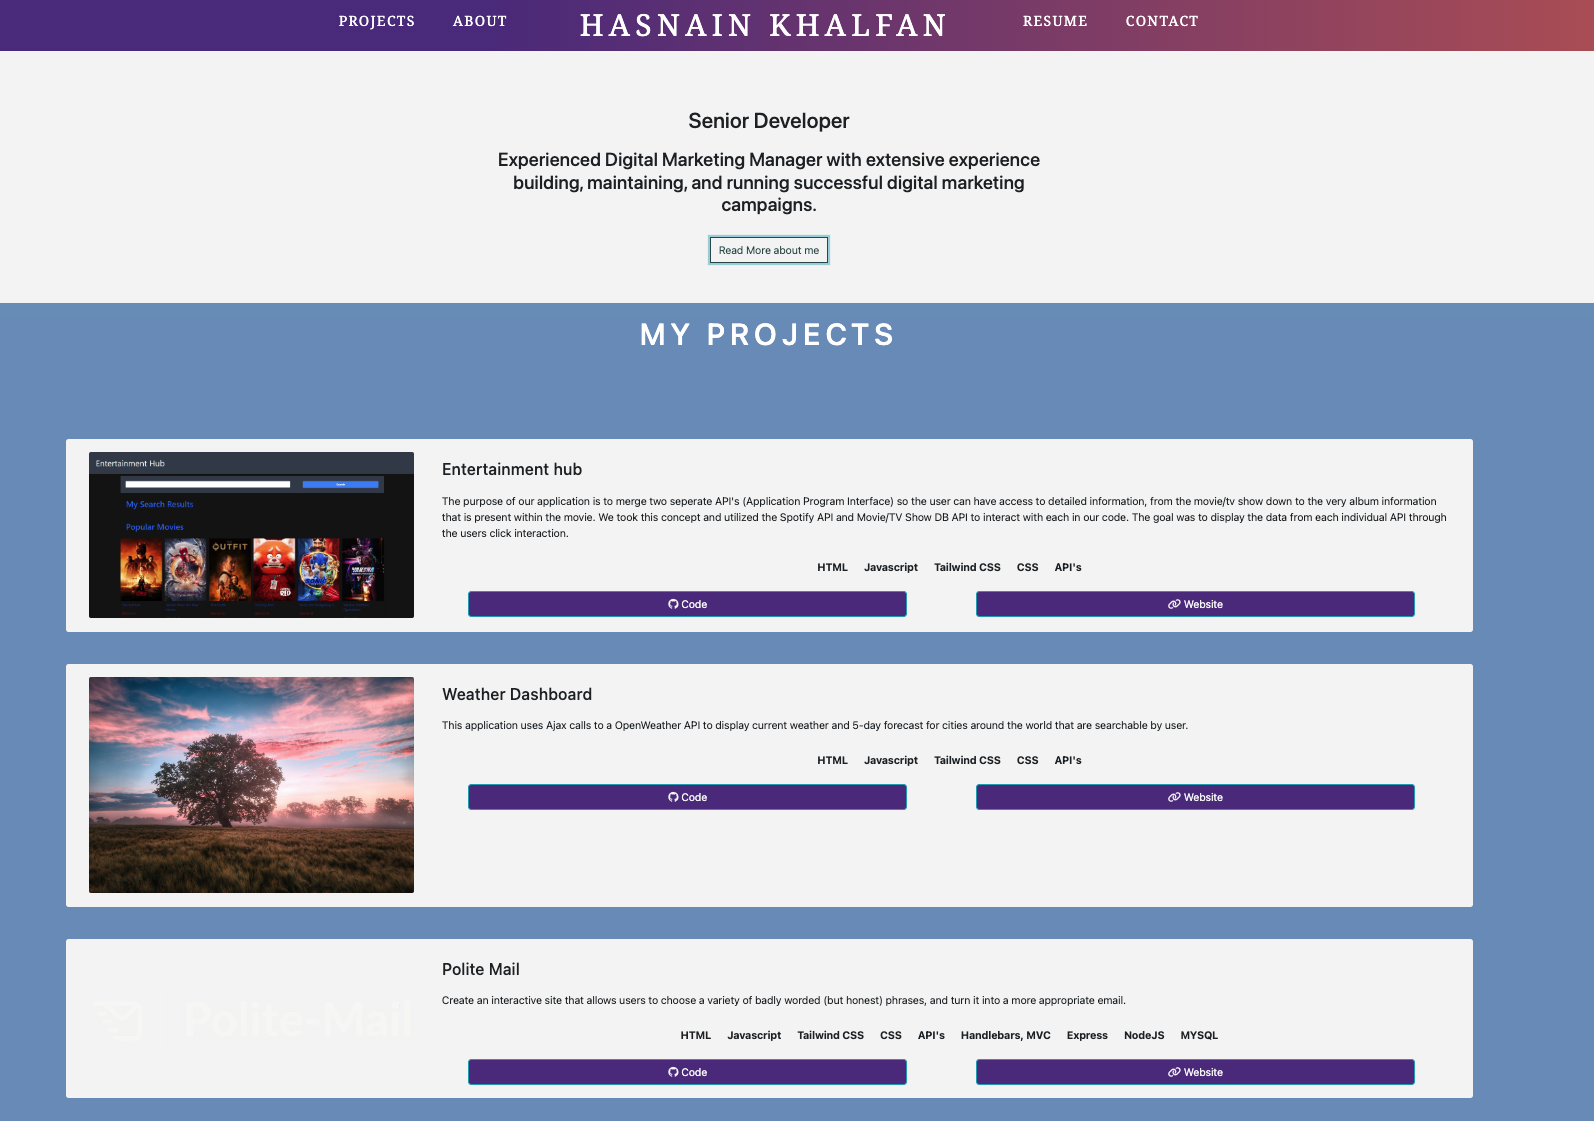 PROJECTS ABOUT HASNAIN KHALFAN RESUME CONTACT
Senior Developer
Experienced Digital Marketing Manager with extensive experience
building, maintaining, and running successful digital marketing
campaigns.
Read More about me
MY PROJECTS
Entertainment Hub
My Search Results
Popular Movies
OUTFIT
Entertainment hub
The purpose of our application is to merge two seperate API's (Application Program Interface) so the user can have access to detailed information, from the movie/tv show down to the very album information
that is present within the movie. We took this concept and utilized the Spotify API and Movie/TV Show DB API to interact with each in our code. The goal was to display the data from each individual API through
the users click interaction.
HTML Javascript Tailwind CSS CSS API's
Code Website
Weather Dashboard
This application uses Ajax calls to a OpenWeather API to display current weather and 5-day forecast for cities around the world that are searchable by user.
HTML Javascript Tailwind CSS CSS API's
Code Website
Polite-Mail
Polite Mail
Create an interactive site that allows users to choose a variety of badly worded (but honest) phrases, and turn it into a more appropriate email.
HTML Javascript Tailwind CSS CSS API's Handlebars, MVC Express NodeJS MYSQL
Code Website